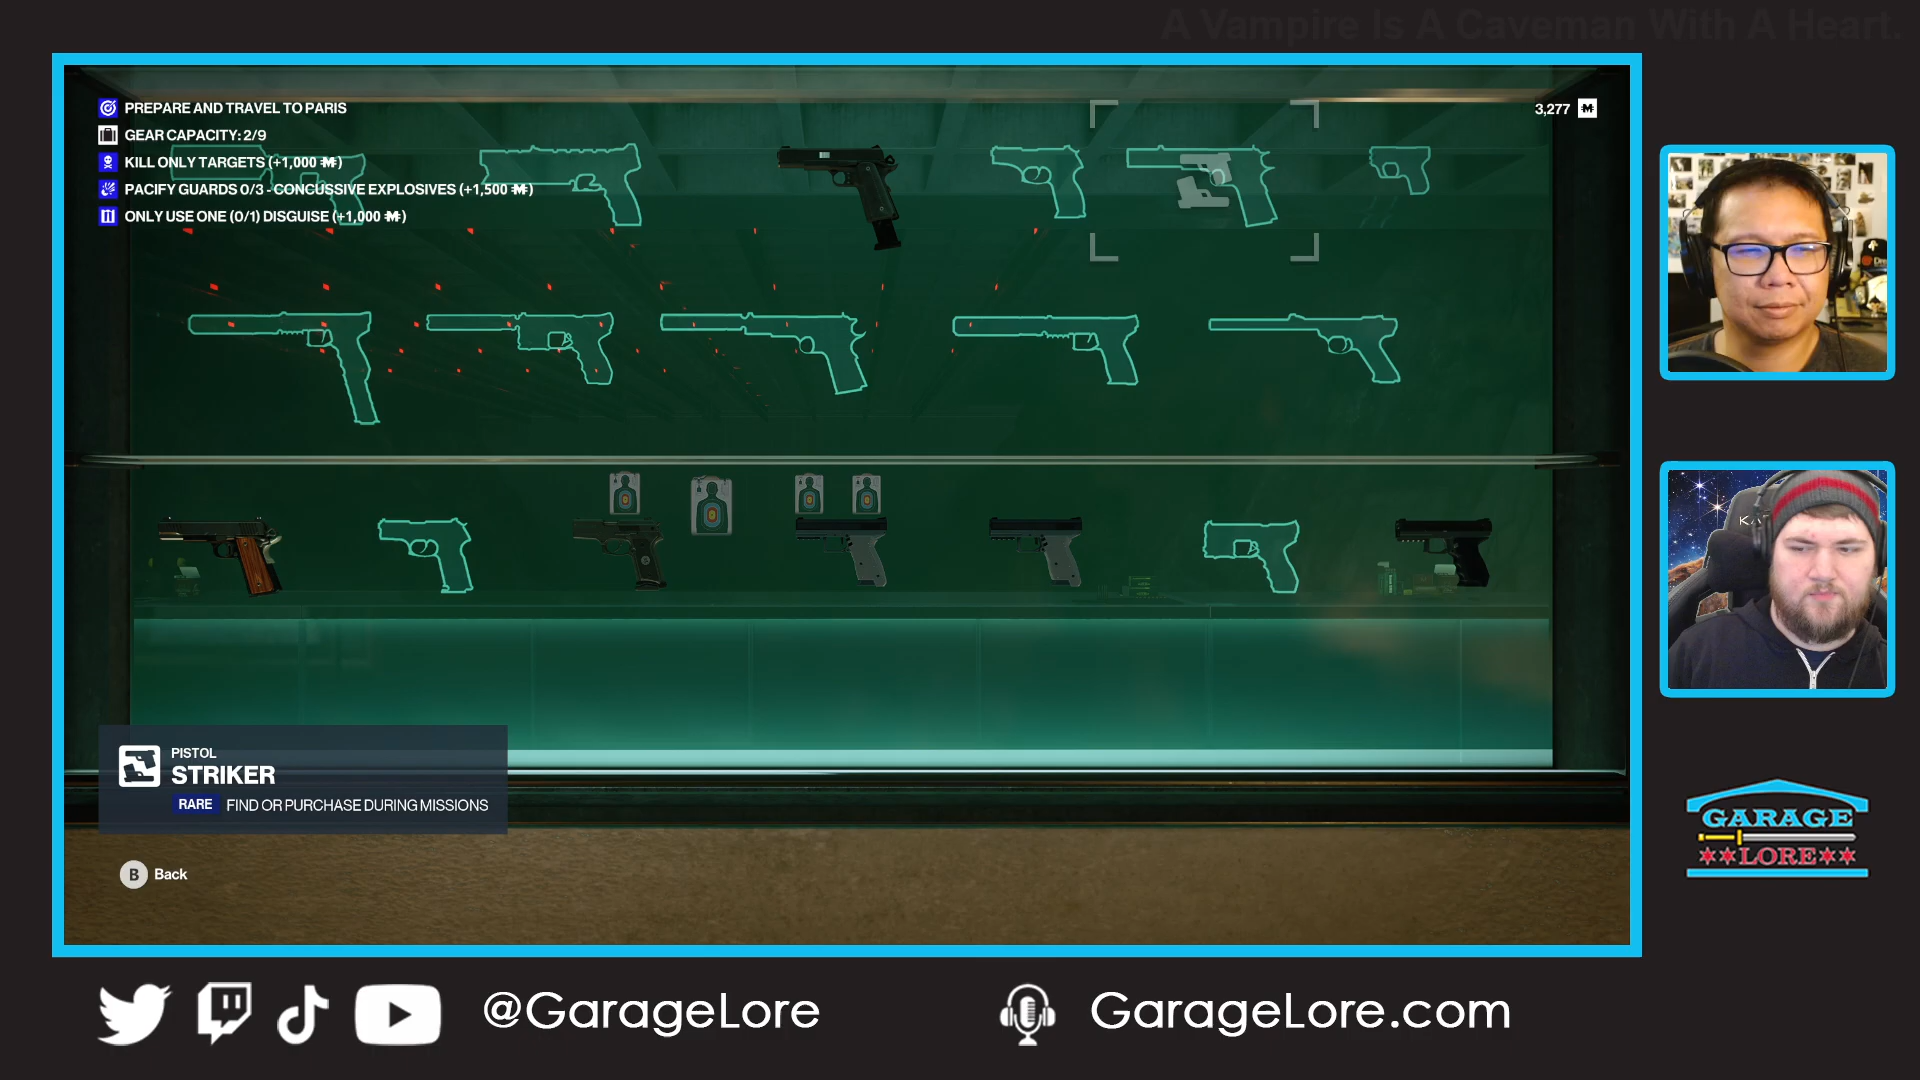 A Vampire Is A Caveman With A Heart.
PREPARE AND TRAVEL TO PARIS
3,277
GEAR CAPACITY: 2/9
KILL ONLY TARGETS (+1,000 )
PACIFY GUARDS 0/3 - CONCUSSIVE EXPLOSIVES (+1,500 )
ONLY USE ONE (0/1) DISGUISE (+1,000 )
PISTOL
STRIKER
RARE FIND OR PURCHASE DURING MISSIONS
B Back
GARAGE
LORE
@GarageLore
GarageLore.com